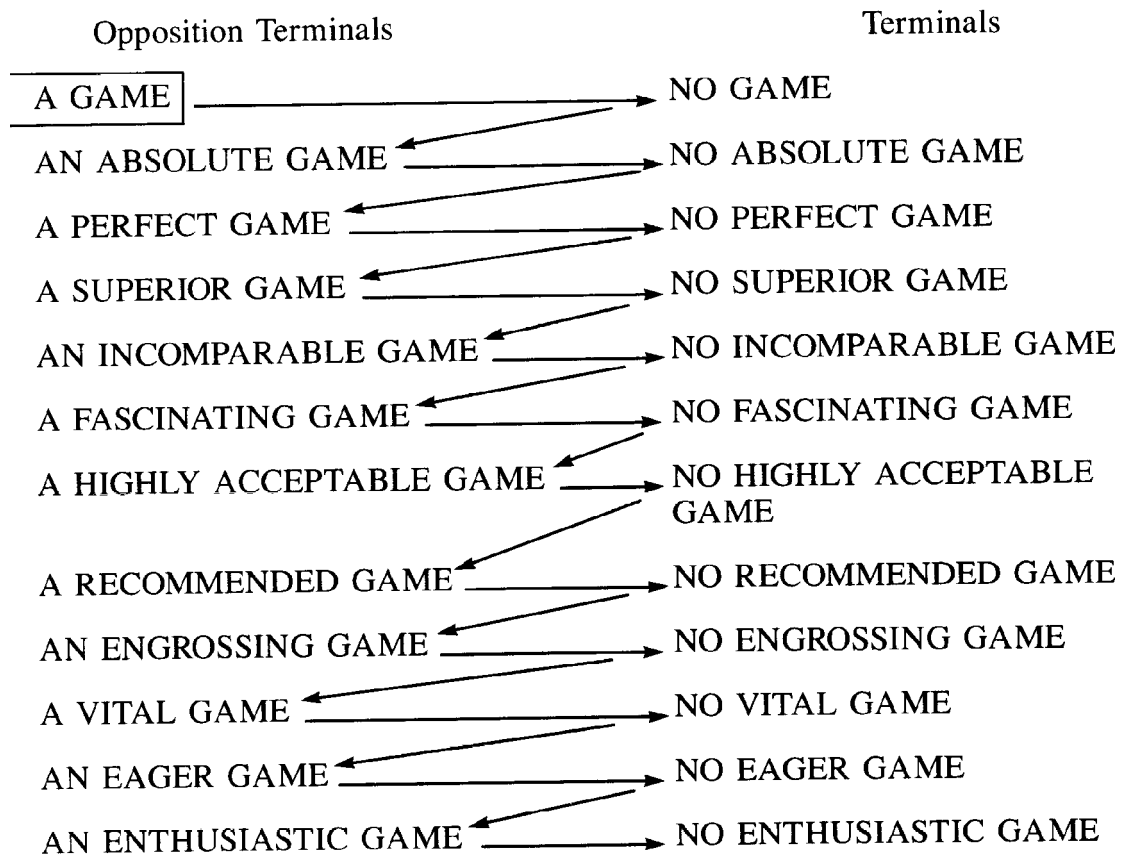 Opposition Terminals Terminals
A GAME NO GAME
AN ABSOLUTE GAME NO ABSOLUTE GAME
A PERFECT GAME NO PERFECT GAME
A SUPERIOR GAME NO SUPERIOR GAME
AN INCOMPARABLE GAME NO INCOMPARABLE GAME
A FASCINATING GAME NO FASCINATING GAME
A HIGHLY ACCEPTABLE GAME NO HIGHLY ACCEPTABLE
GAME
A RECOMMENDED GAME NO RECOMMENDED GAME
AN ENGROSSING GAME NO ENGROSSING GAME
A VITAL GAME NO VITAL GAME
AN EAGER GAME NO EAGER GAME
AN ENTHUSIASTIC GAME NO ENTHUSIASTIC GAME